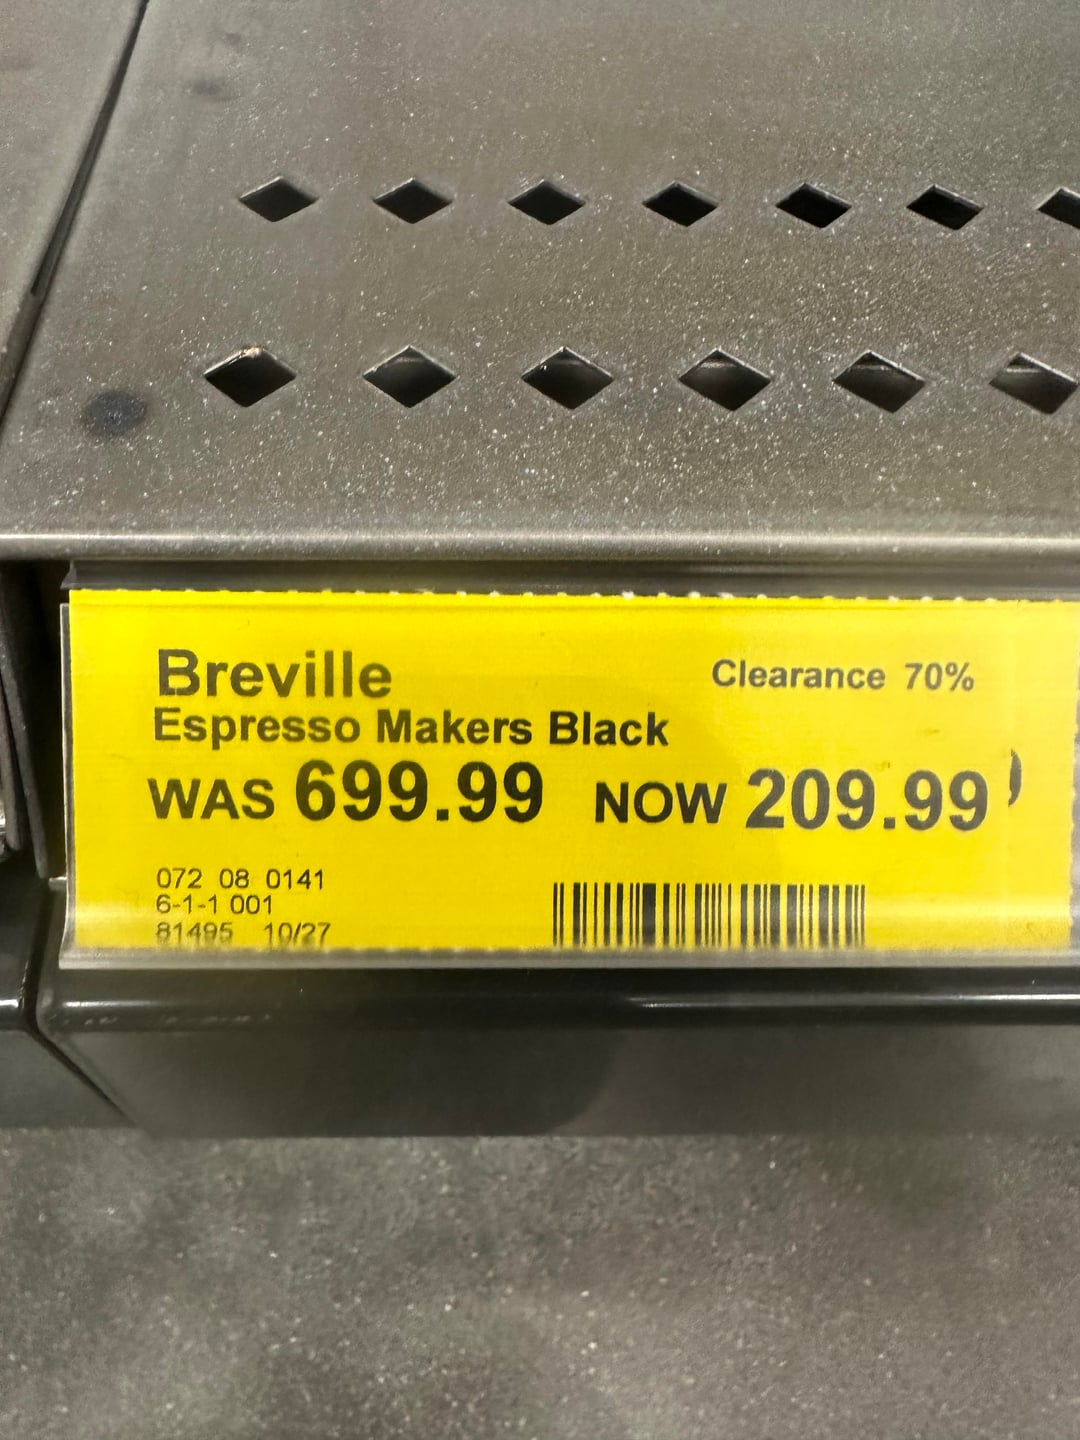 Breville
Clearance 70%
Espresso Makers Black
WAS 699.99 NOW 209.99
072 08 0141
6-1-1 001
81495 10/27